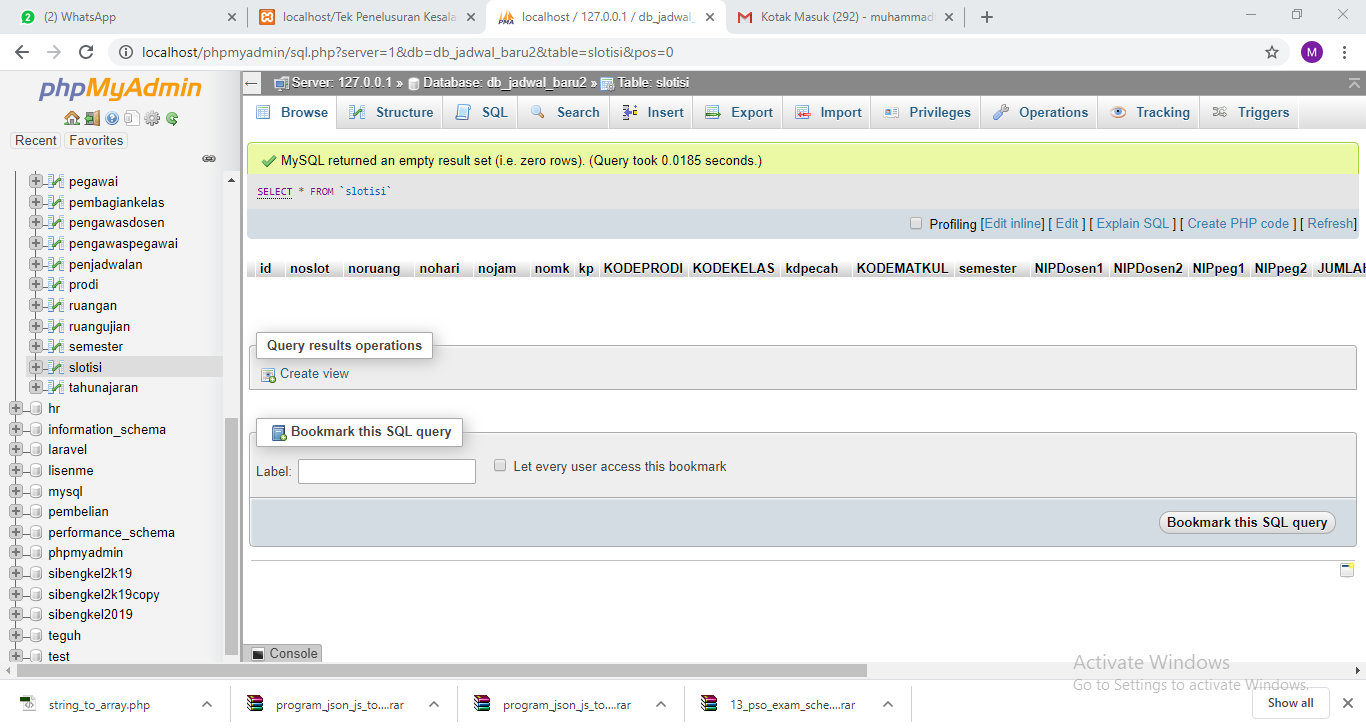 (2) WhatsApp
localhost/Tek Penelusuran Kesala
localhost / 127.0.0.1 / db_jadwal_
Kotak Masuk (292) - muhammad
localhost/phpmyadmin/sql.php?server=1&db=db_jadwal_baru2&table=slotisi&pos=0
M
phpMyAdmin
Recent
Favorites
pegawai
pembagiankelas
pengawasdosen
pengawaspegawai
penjadwalan
prodi
ruangan
ruangujian
semester
slotisi
tahunajaran
hr
information_schema
laravel
lisenme
mysql
pembelian
performance_schema
phpmyadmin
sibengkel2k19
sibengkel2k19copy
sibengkel2019
teguh
test
Server: 127.0.0.1 » Database: db_jadwal_baru2 » Table: slotisi
Browse Structure SQL Search Insert Export Import Privileges Operations Tracking Triggers
MySQL returned an empty result set (i.e. zero rows). (Query took 0.0185 seconds.)
SELECT * FROM `slotisi`
Profiling [Edit inline] [ Edit ] [ Explain SQL ] [ Create PHP code ] [ Refresh]
id noslot noruang nohari nojam nomk kp KODEPRODI KODEKELAS kdpecah KODEMATKUL semester NIPDosen1 NIPDosen2 NIPpeg1 NIPpeg2 JUMLAH
Query results operations
Create view
Bookmark this SQL query
Label:
Let every user access this bookmark
Bookmark this SQL query
Console
Activate Windows
Go to Settings to activate Windows.
string_to_array.php
program_json_js_to....rar
program_json_js_to....rar
13_pso_exam_sche....rar
Show all